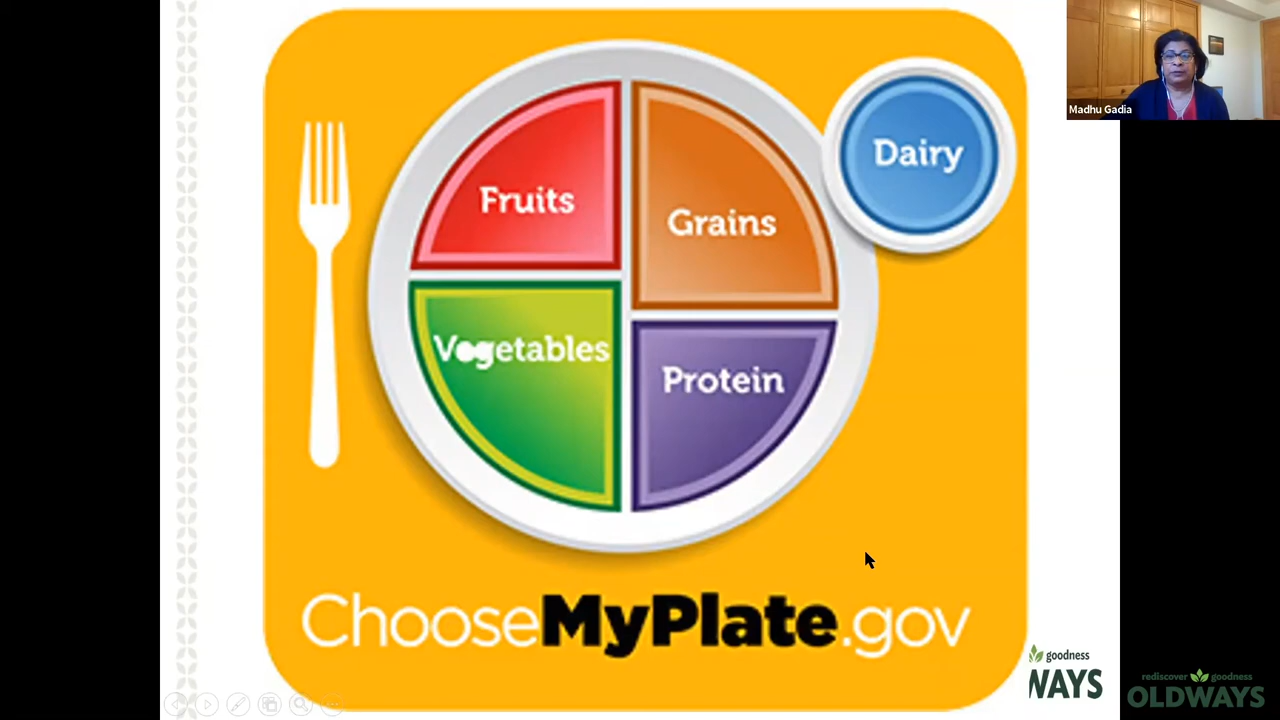 Madhu Gadia
Dairy
Fruits
Grains
Vegetables
Protein
ChooseMyPlate.gov
goodness
WAYS
rediscover goodness
OLDWAYS